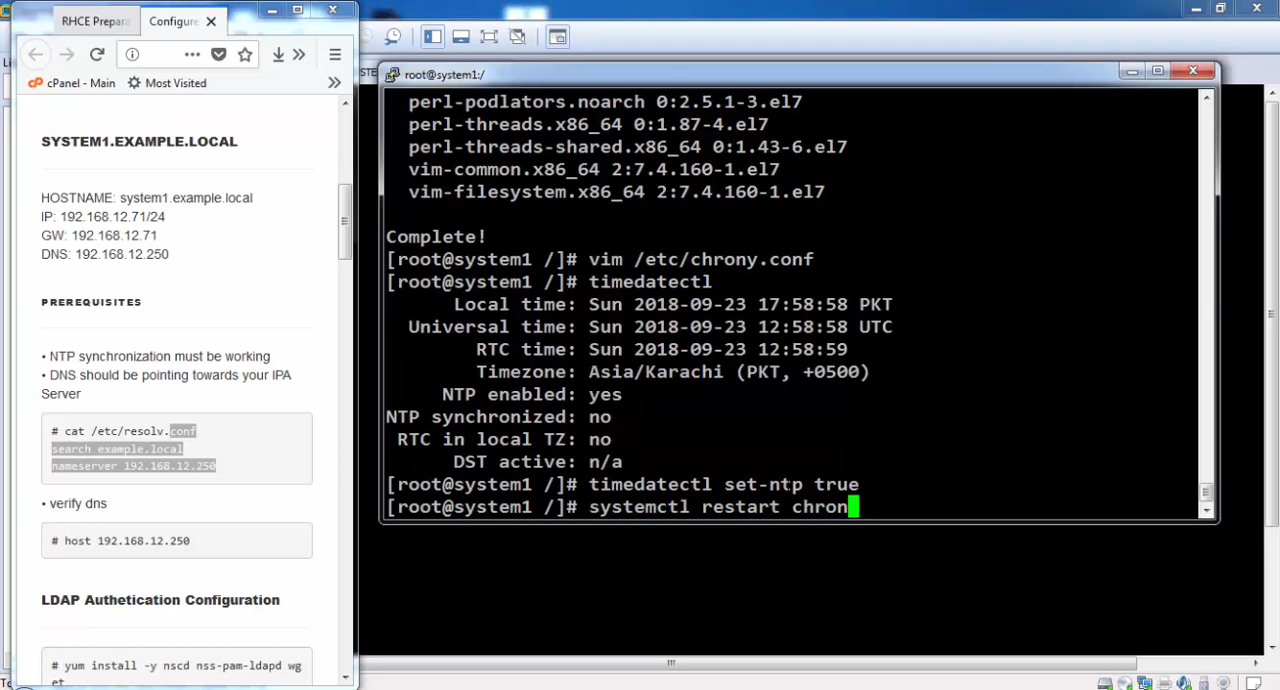 RHCE Prepara
Configure
cPanel - Main
Most Visited
SYSTEM1.EXAMPLE.LOCAL
HOSTNAME: system1.example.local
IP: 192.168.12.71/24
GW: 192.168.12.71
DNS: 192.168.12.250
PREREQUISITES
• NTP synchronization must be working
• DNS should be pointing towards your IPA
Server
# cat /etc/resolv.conf
search example.local
nameserver 192.168.12.250
• verify dns
# host 192.168.12.250
LDAP Authetication Configuration
# yum install -y nscd nss-pam-ldapd wg
et
root@system1:/
perl-podlators.noarch 0:2.5.1-3.el7
perl-threads.x86_64 0:1.87-4.el7
perl-threads-shared.x86_64 0:1.43-6.el7
vim-common.x86_64 2:7.4.160-1.el7
vim-filesystem.x86_64 2:7.4.160-1.el7
Complete!
[root@system1 /]# vim /etc/chrony.conf
[root@system1 /]# timedatectl
Local time: Sun 2018-09-23 17:58:58 PKT
Universal time: Sun 2018-09-23 12:58:58 UTC
RTC time: Sun 2018-09-23 12:58:59
Timezone: Asia/Karachi (PKT, +0500)
NTP enabled: yes
NTP synchronized: no
RTC in local TZ: no
DST active: n/a
[root@system1 /]# timedatectl set-ntp true
[root@system1 /]# systemctl restart chron